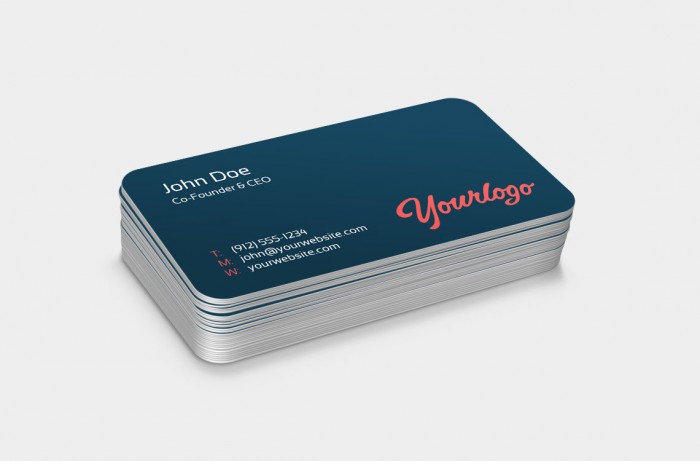 John Doe
Co-Founder & CEO
T: (912) 555-1234
M: john@yourwebsite.com
W: yourwebsite.com
Yourlogo